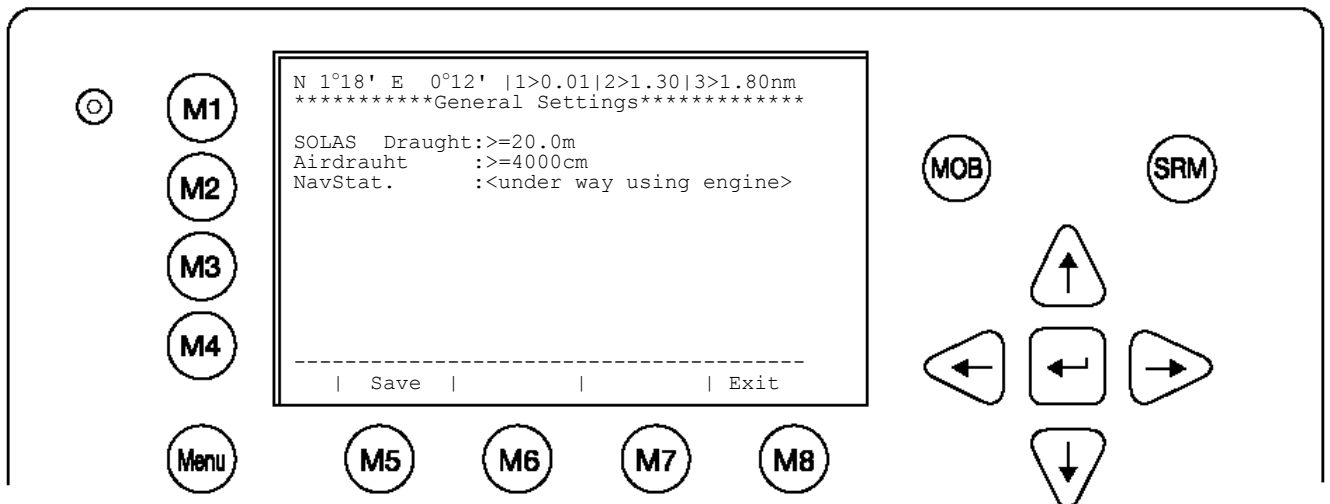 N 1°18' E  0°12' |1>0.01|2>1.30|3>1.80nm
***********General Settings*************
SOLAS  Draught:>=20.0m
Airdrauht     :>=4000cm
NavStat.      :<under way using engine>
----------------------------------------
| Save |          |          | Exit
M1
M2
M3
M4
Menu
M5
M6
M7
M8
MOB
SRM